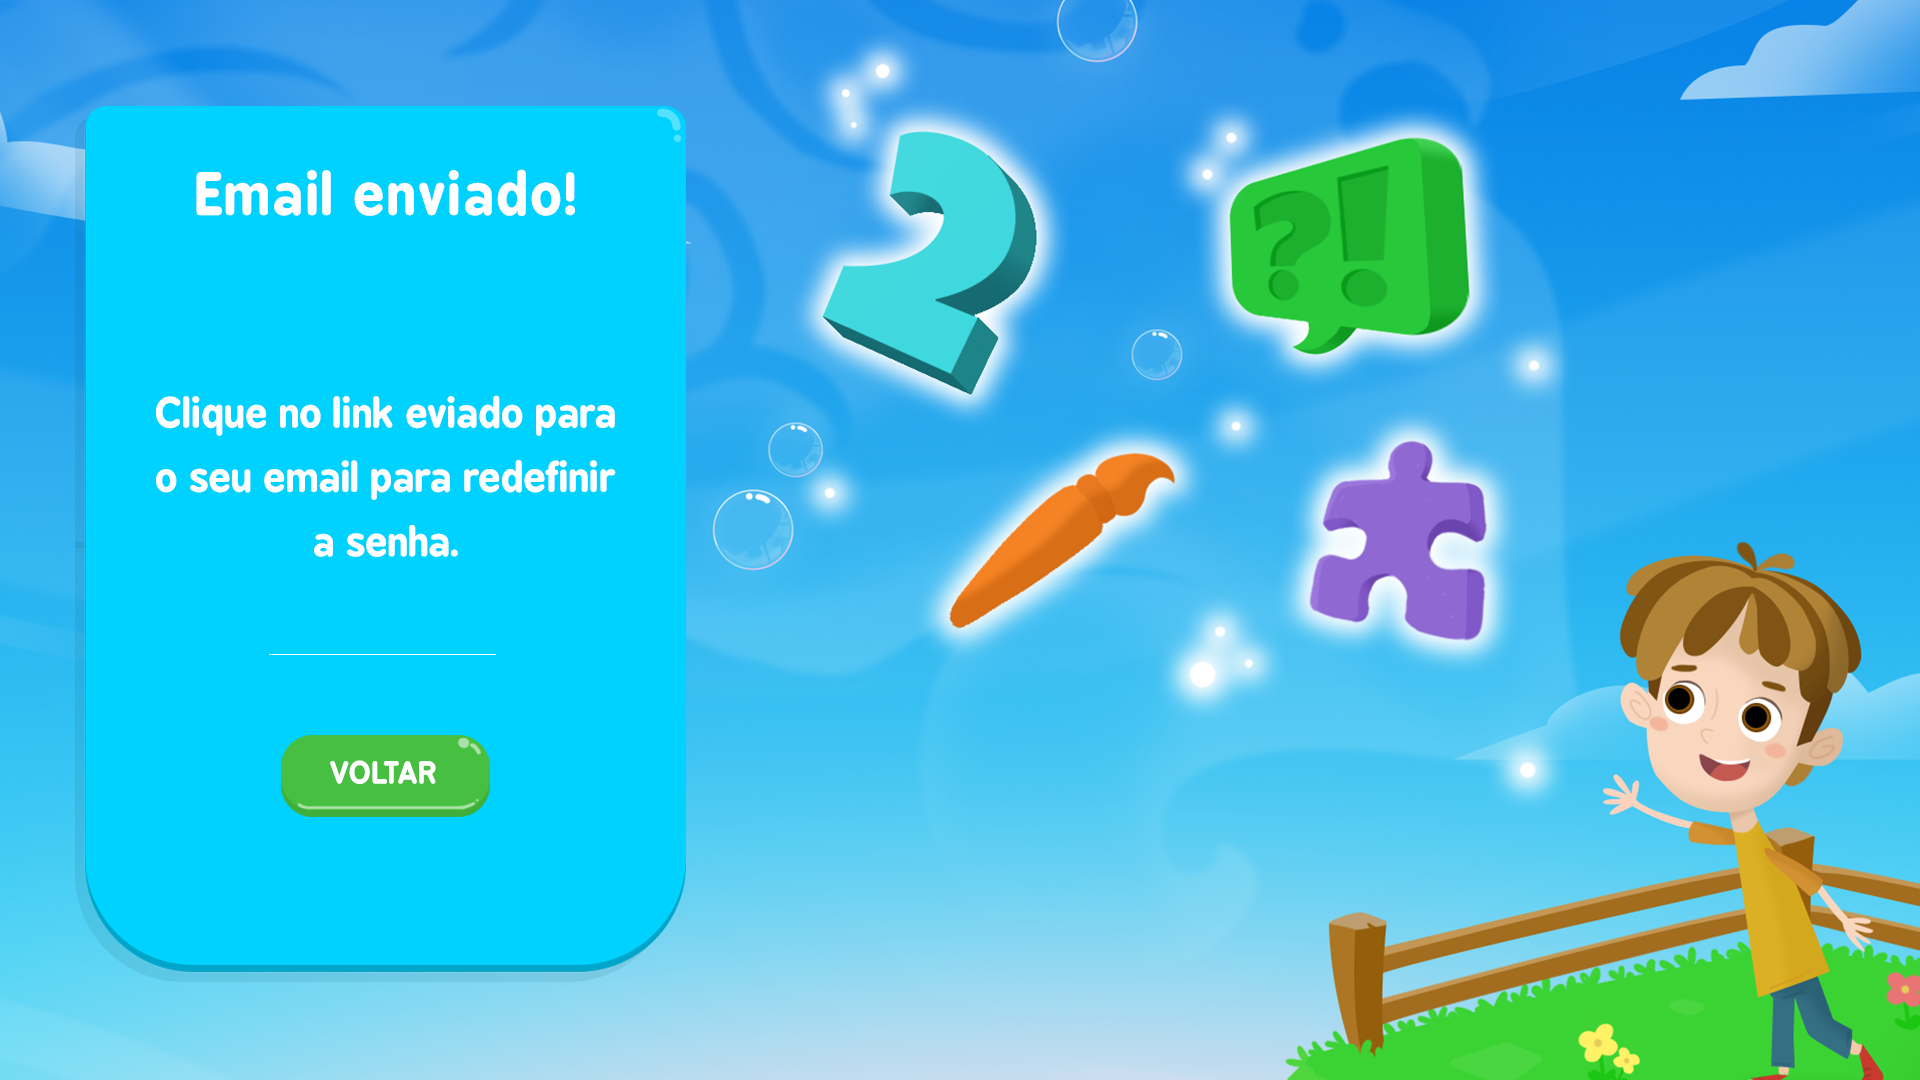 Email enviado!
2
?!
Clique no link eviado para
o seu email para redefinir
a senha.
VOLTAR